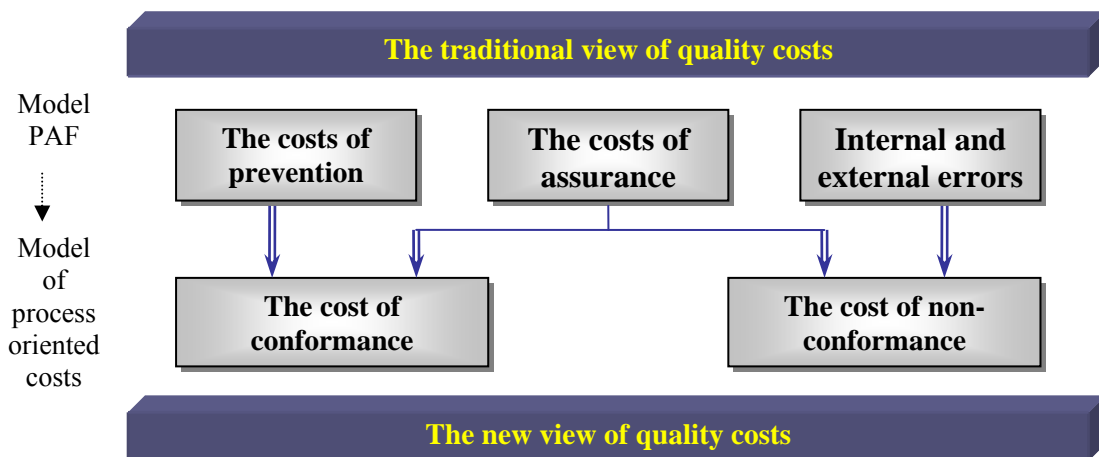 The traditional view of quality costs
Model
PAF
The costs of
prevention
The costs of
assurance
Internal and
external errors
Model
of
process
oriented
costs
The cost of
conformance
The cost of non-
conformance
The new view of quality costs